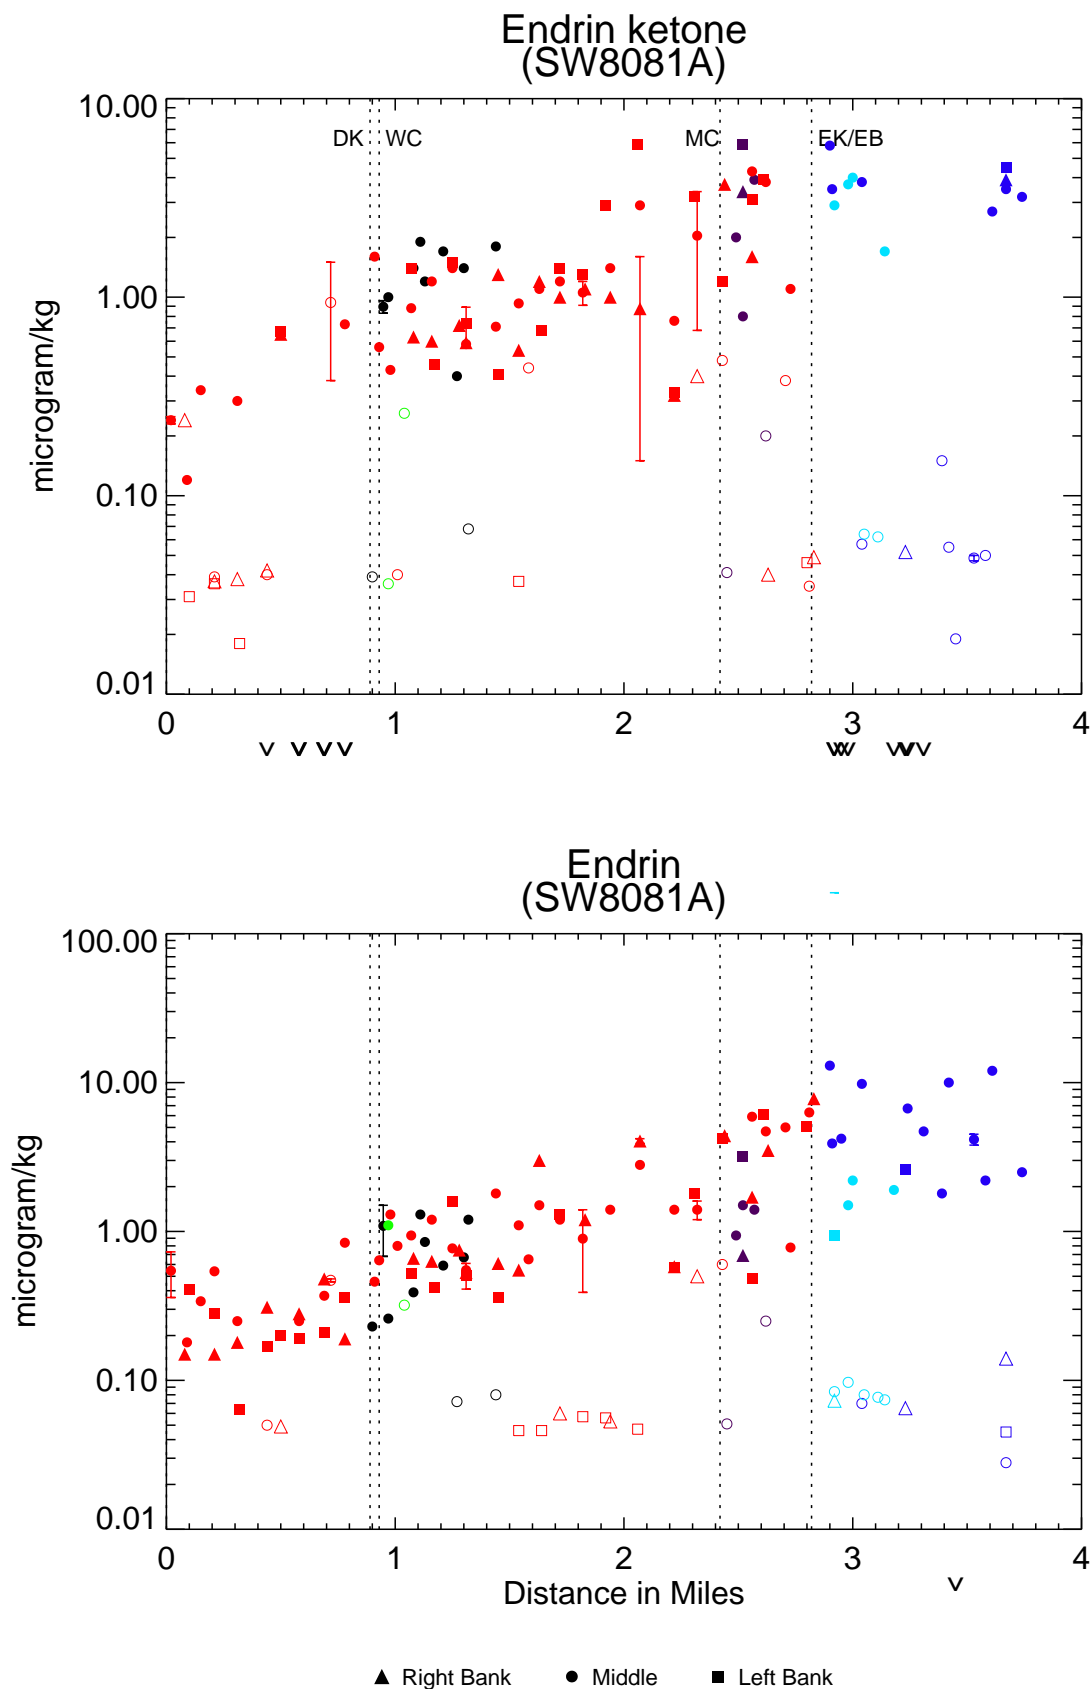 Endrin ketone
(SW8081A)
10.00
DK WC MC EK/EB
1.00
microgram/kg
0.10
0.01
0 1 2 3 4
Endrin
(SW8081A)
100.00
10.00
1.00
microgram/kg
0.10
0.01
0 1 2 3 4
Distance in Miles
Right Bank Middle Left Bank